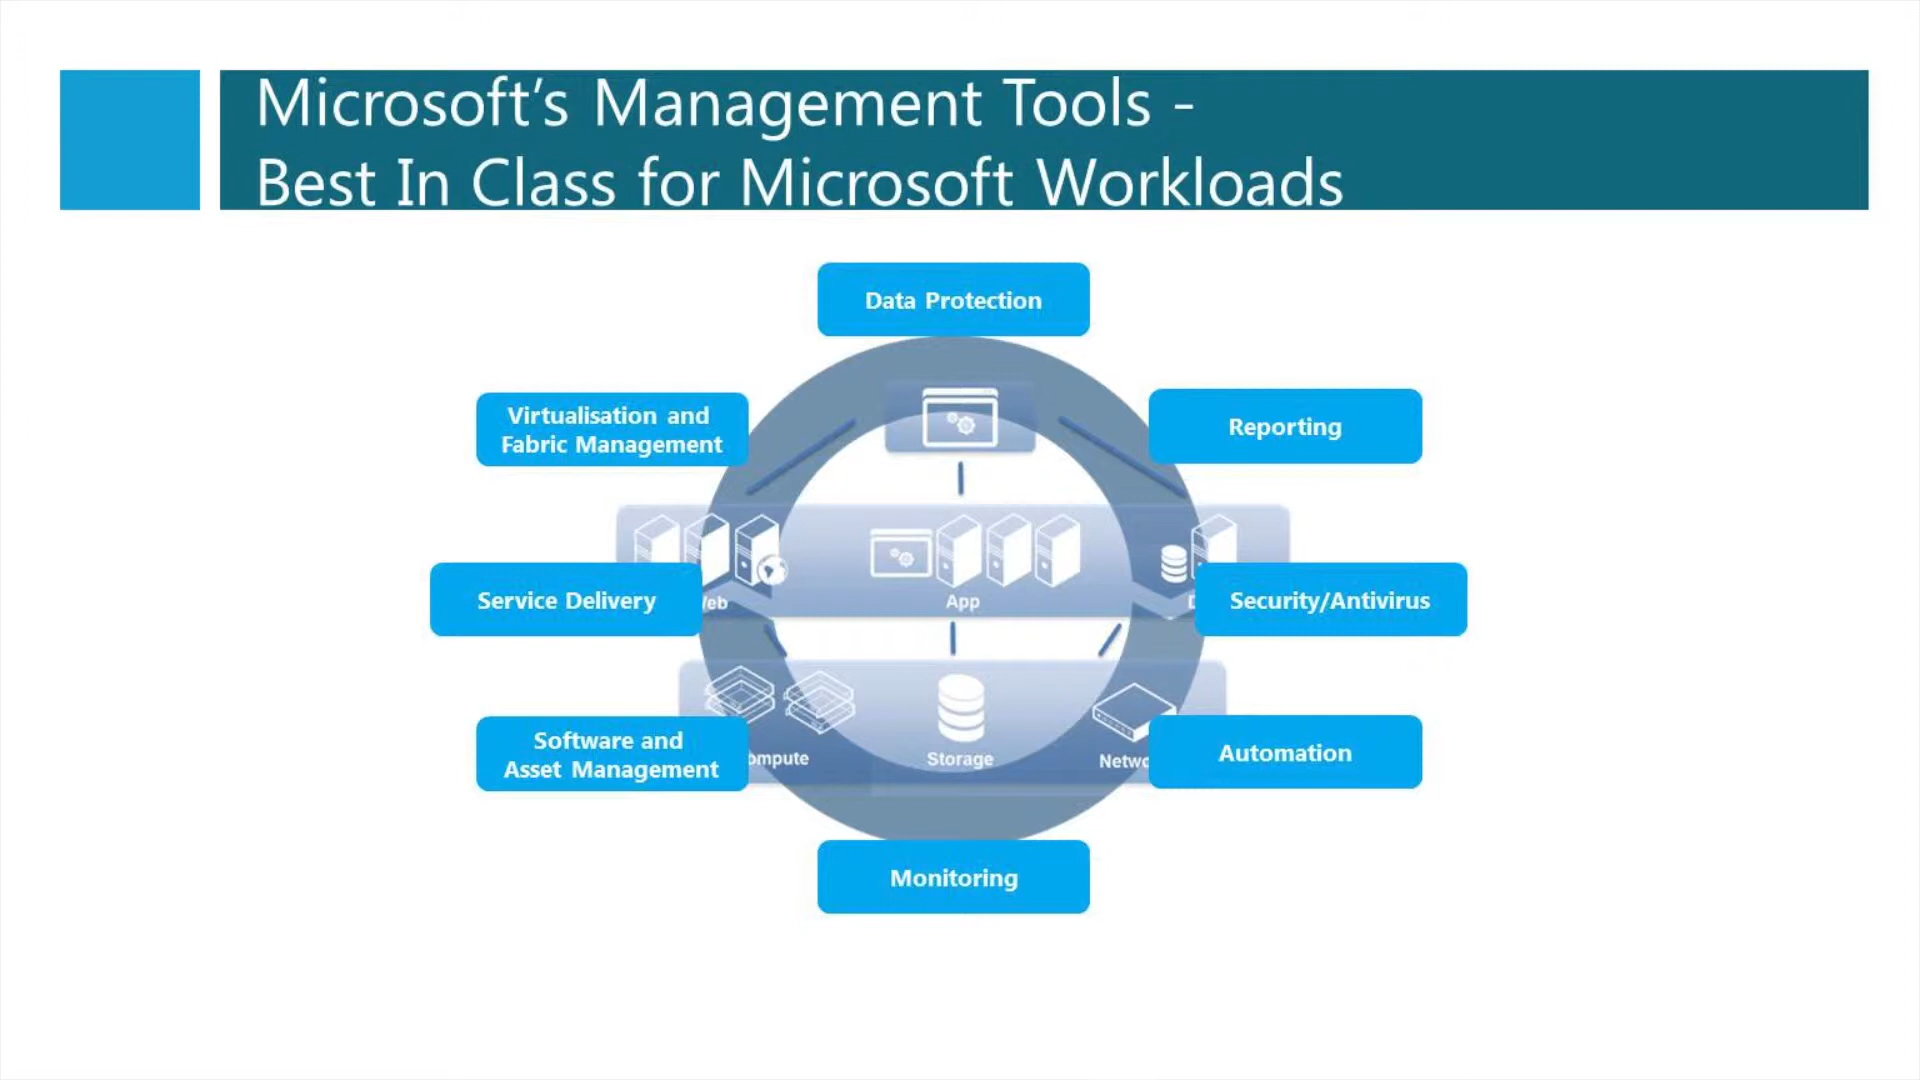 Microsoft's Management Tools -
Best In Class for Microsoft Workloads
Data Protection
Virtualisation and
Fabric Management
Reporting
App
Service Delivery
Security/Antivirus
Software and
Asset Management
Storage
Automation
Monitoring